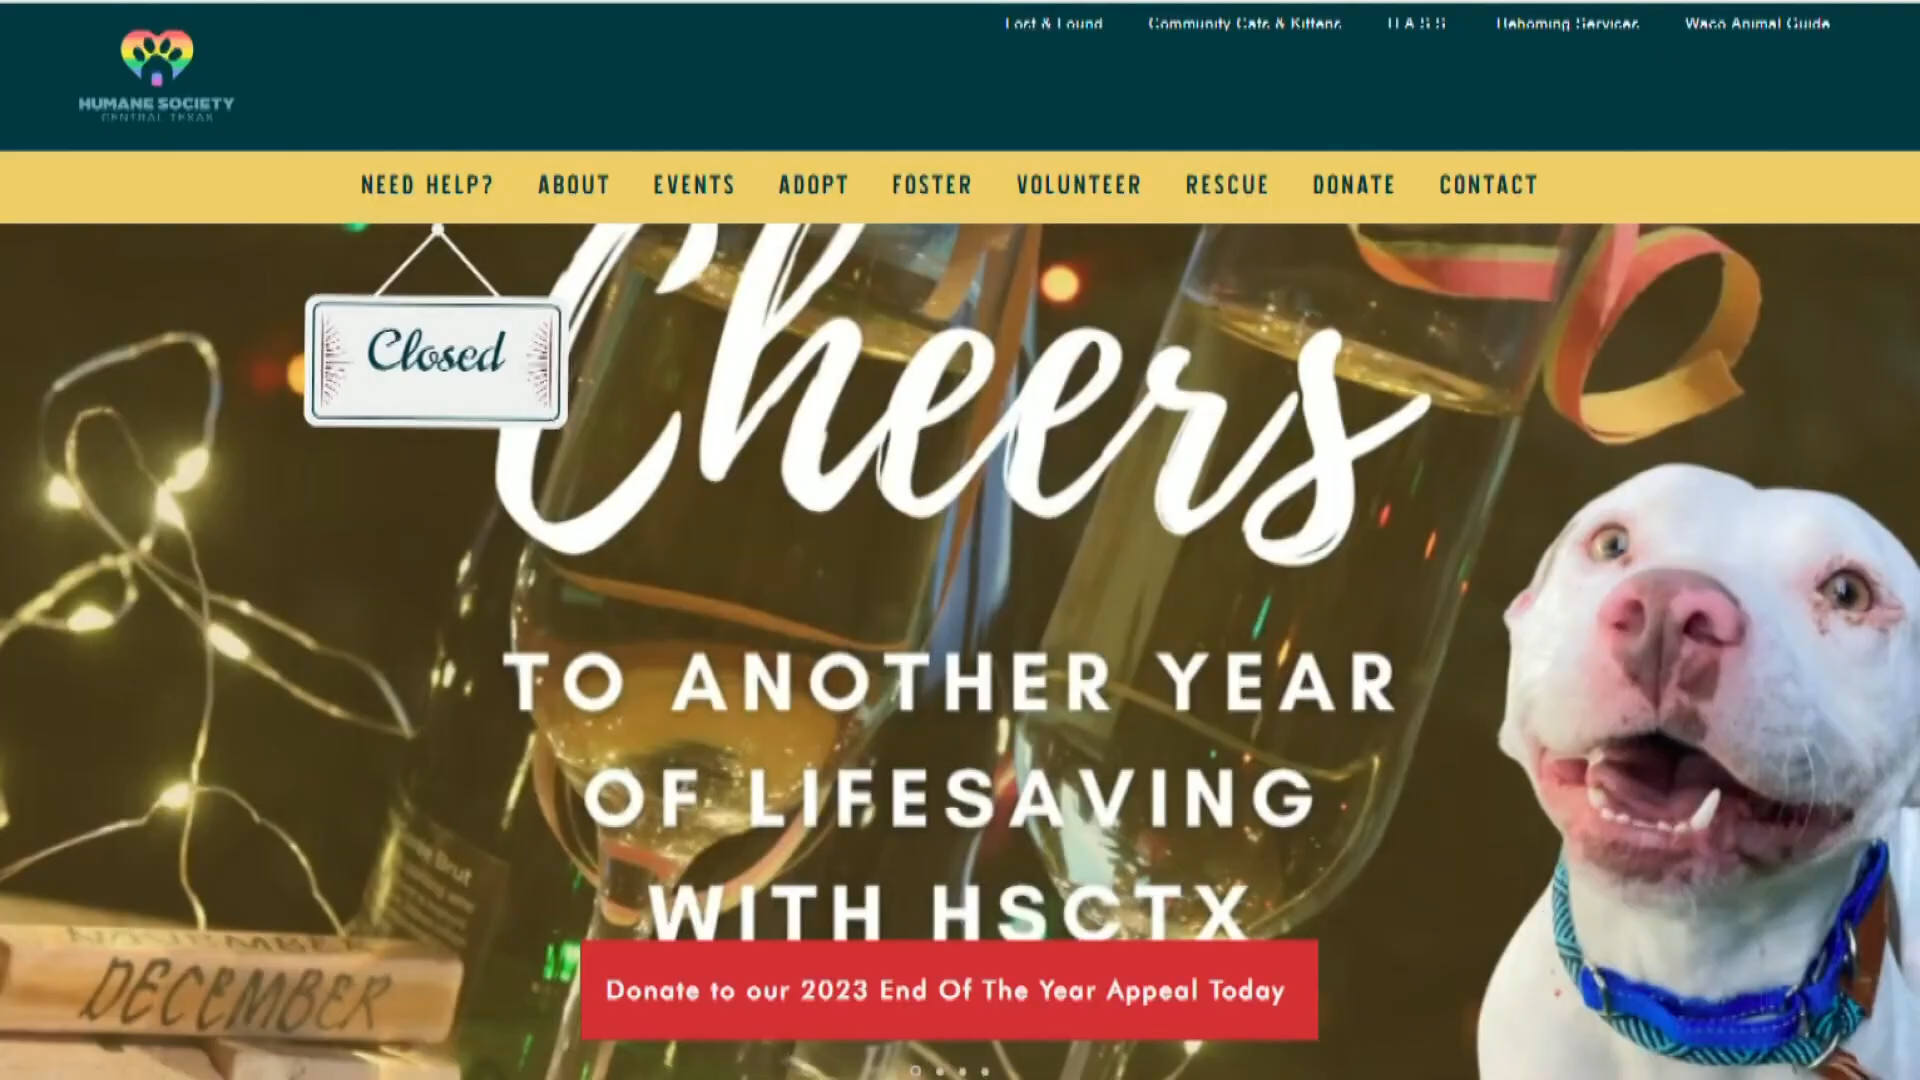 Lost & Found
Community Cats & Kittens
H.A.S.S
Rehoming Services
Waco Animal Guide
HUMANE SOCIETY
CENTRAL TEXAS
NEED HELP?
ABOUT
EVENTS
ADOPT
FOSTER
VOLUNTEER
RESCUE
DONATE
CONTACT
Closed
Cheers
TO ANOTHER YEAR
OF LIFESAVING
WITH HSCTX
Brut
DECEMBER
Donate to our 2023 End Of The Year Appeal Today